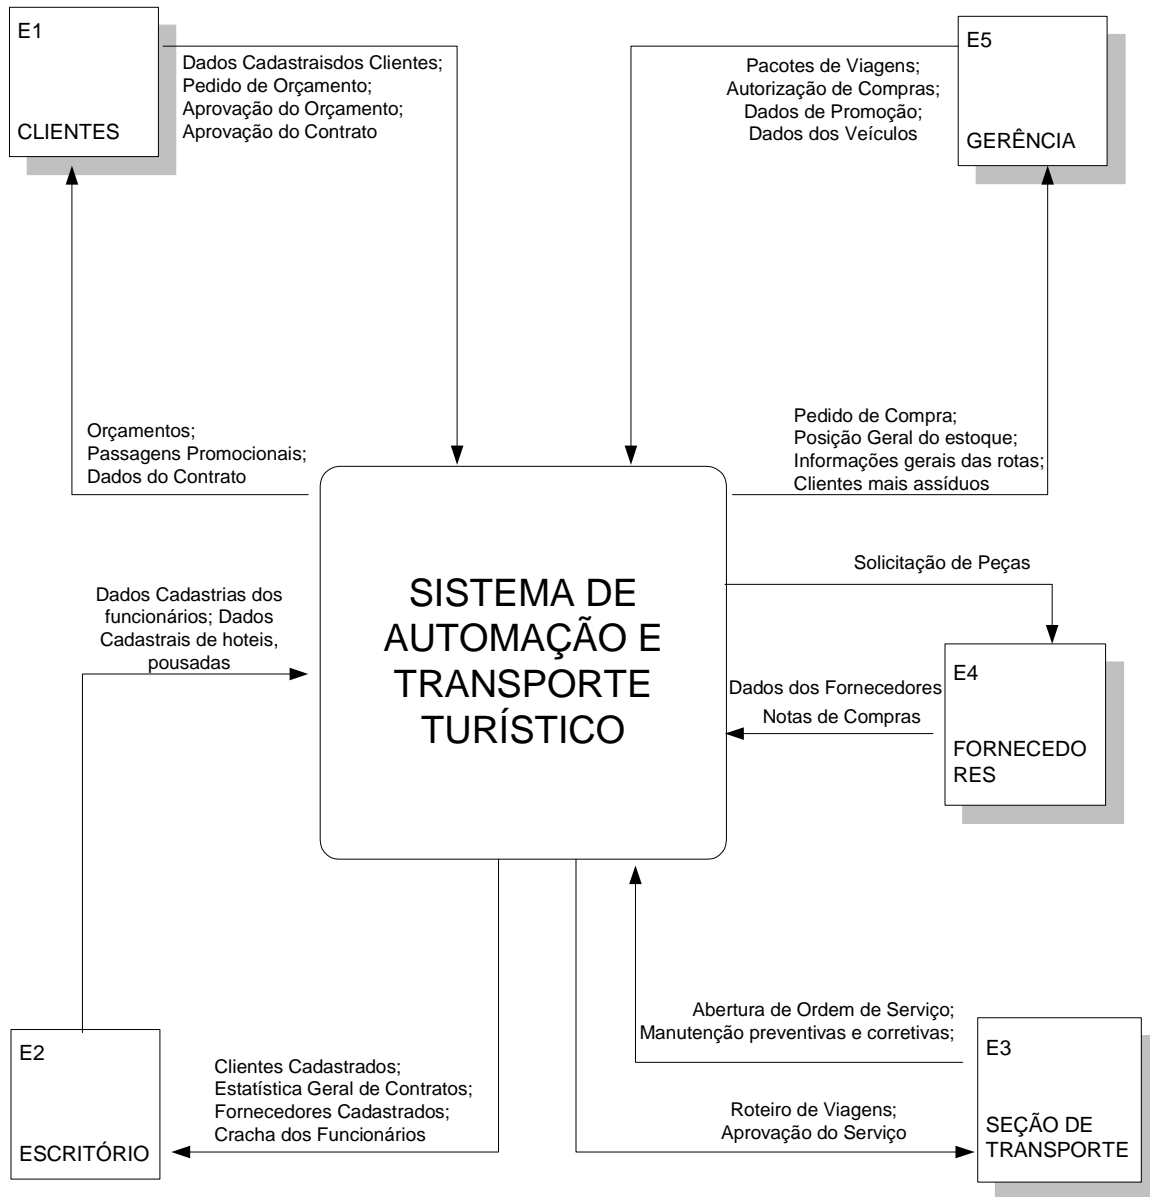 E1
CLIENTES
Dados Cadastraisdos Clientes;
Pedido de Orçamento;
Aprovação do Orçamento;
Aprovação do Contrato
Pacotes de Viagens;
Autorização de Compras;
Dados de Promoção;
Dados dos Veículos
E5
GERÊNCIA
Orçamentos;
Passagens Promocionais;
Dados do Contrato
Pedido de Compra;
Posição Geral do estoque;
Informações gerais das rotas;
Clientes mais assíduos
Dados Cadastrias dos
funcionários; Dados
Cadastrais de hoteis,
pousadas
SISTEMA DE
AUTOMAÇÃO E
TRANSPORTE
TURÍSTICO
Solicitação de Peças
Dados dos Fornecedores
Notas de Compras
E4
FORNECEDO
RES
E2
ESCRITÓRIO
Clientes Cadastrados;
Estatística Geral de Contratos;
Fornecedores Cadastrados;
Cracha dos Funcionários
Abertura de Ordem de Serviço;
Manutenção preventivas e corretivas;
Roteiro de Viagens;
Aprovação do Serviço
E3
SEÇÃO DE
TRANSPORTE